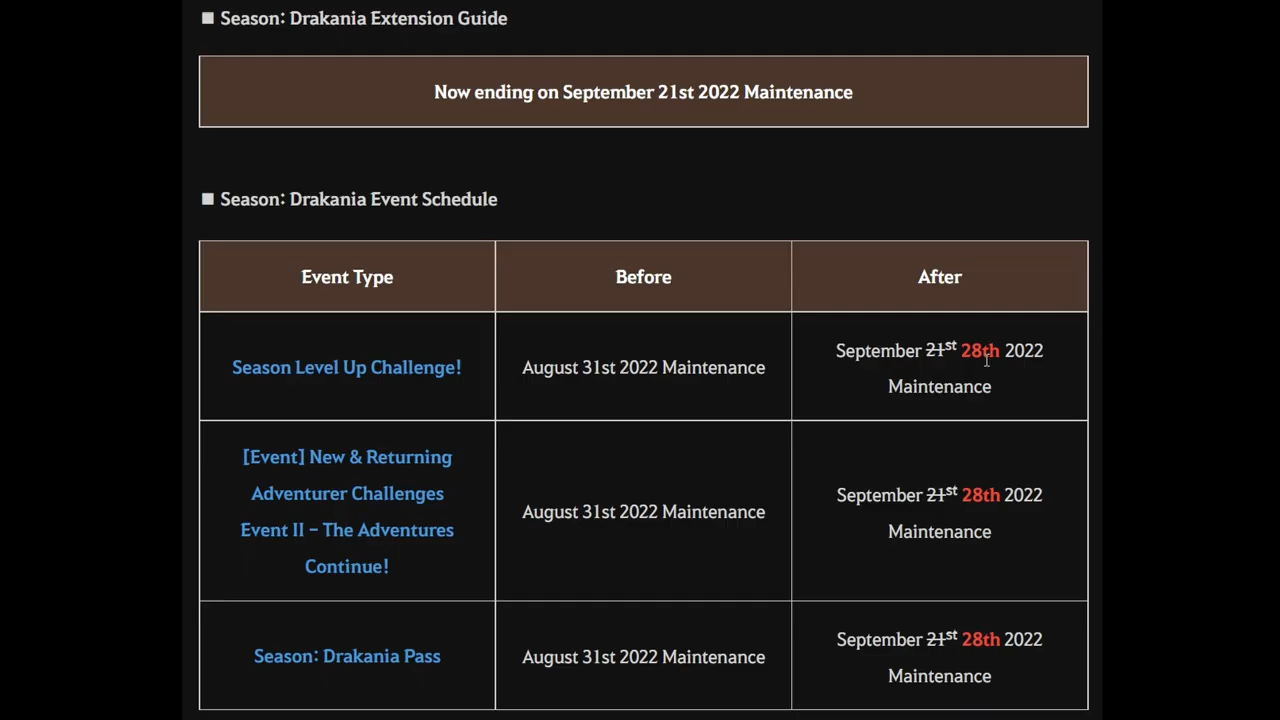 ■ Season: Drakania Extension Guide
Now ending on September 21st 2022 Maintenance
■ Season: Drakania Event Schedule
Event Type
Before
After
Season Level Up Challenge!
August 31st 2022 Maintenance
September 21st 28th 2022
Maintenance
[Event] New & Returning
Adventurer Challenges
Event II – The Adventures
Continue!
August 31st 2022 Maintenance
September 21st 28th 2022
Maintenance
Season: Drakania Pass
August 31st 2022 Maintenance
September 21st 28th 2022
Maintenance